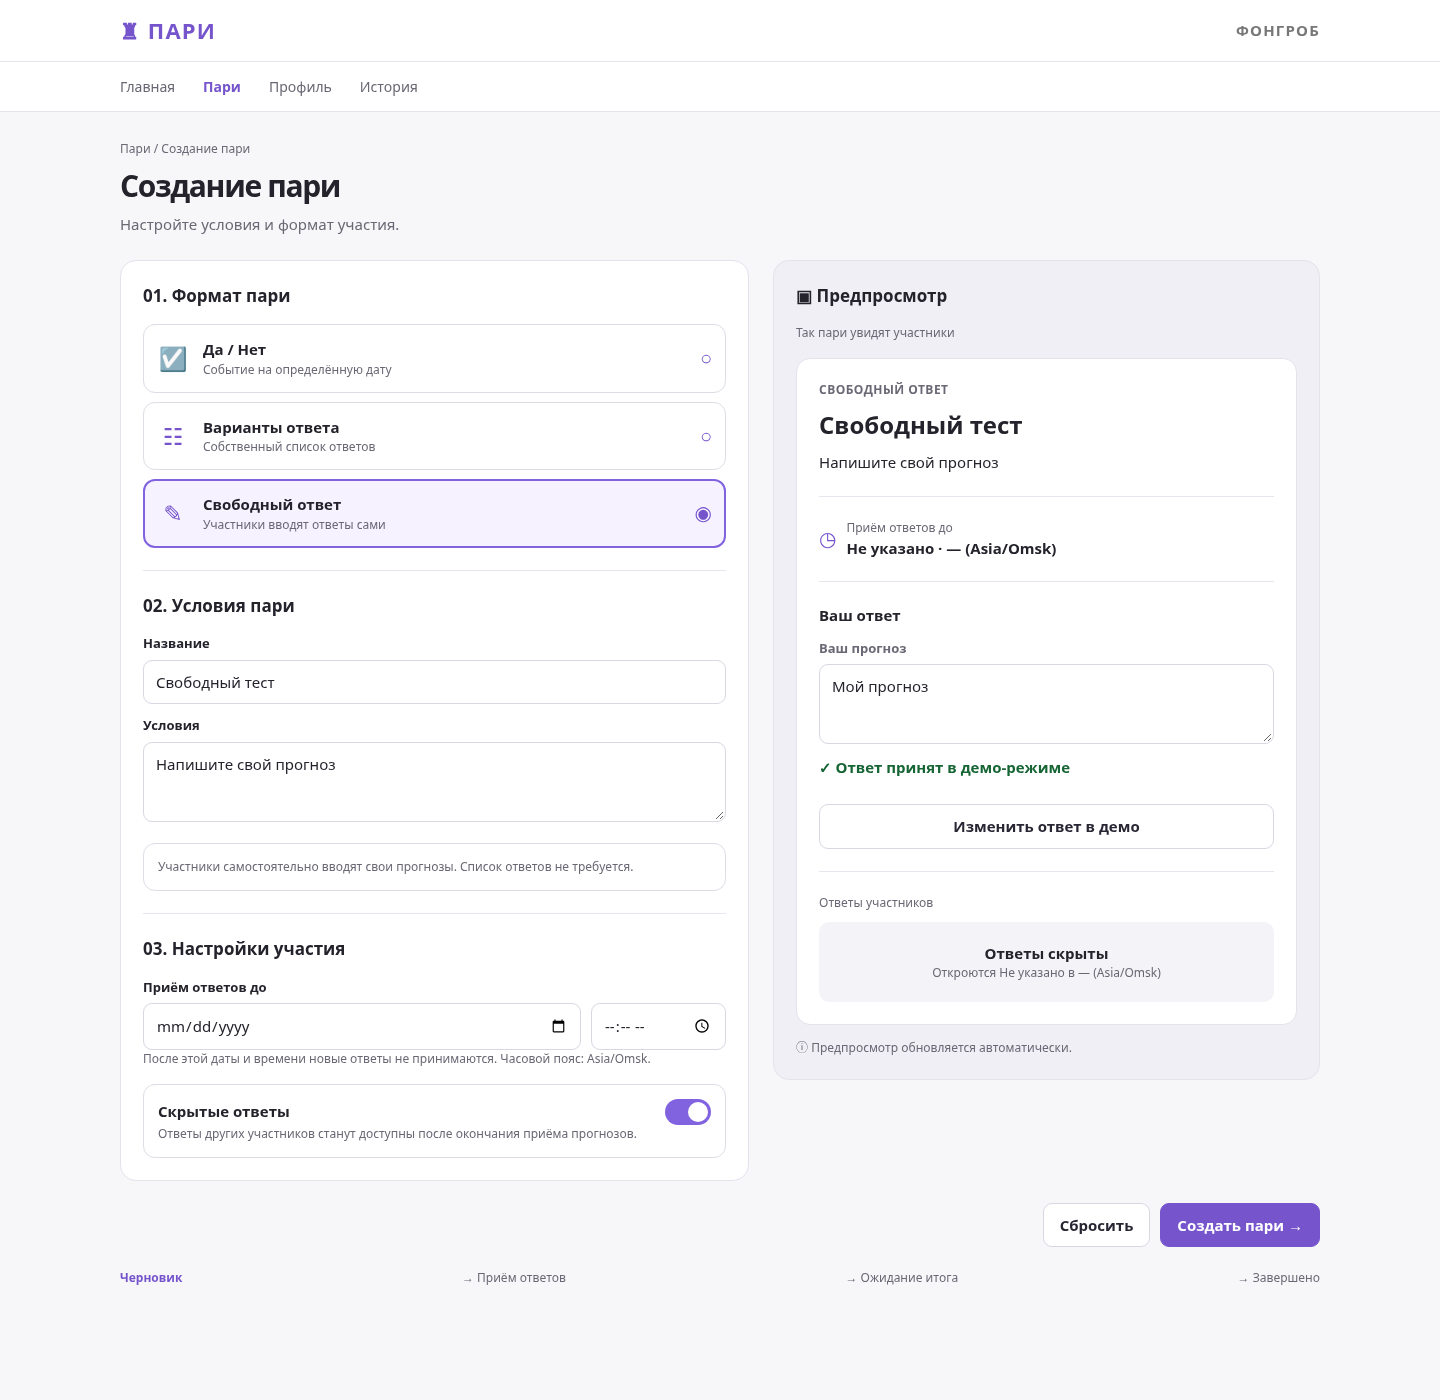 ♜ ПАРИ
ФОНГРОБ
Главная Пари Профиль История
Пари / Создание пари
Создание пари
Настройте условия и формат участия.
01. Формат пари
Да / Нет
Событие на определённую дату
Варианты ответа
Собственный список ответов
Свободный ответ
Участники вводят ответы сами
02. Условия пари
Название
Свободный тест
Условия
Напишите свой прогноз
Участники самостоятельно вводят свои прогнозы. Список ответов не требуется.
03. Настройки участия
Приём ответов до
mm/dd/yyyy --:-- --
После этой даты и времени новые ответы не принимаются. Часовой пояс: Asia/Omsk.
Скрытые ответы
Ответы других участников станут доступны после окончания приёма прогнозов.
▣ Предпросмотр
Так пари увидят участники
СВОБОДНЫЙ ОТВЕТ
Свободный тест
Напишите свой прогноз
Приём ответов до
Не указано · — (Asia/Omsk)
Ваш ответ
Ваш прогноз
Мой прогноз
✓ Ответ принят в демо-режиме
Изменить ответ в демо
Ответы участников
Ответы скрыты
Откроются Не указано в — (Asia/Omsk)
ⓘ Предпросмотр обновляется автоматически.
Сбросить
Создать пари →
Черновик → Приём ответов → Ожидание итога → Завершено